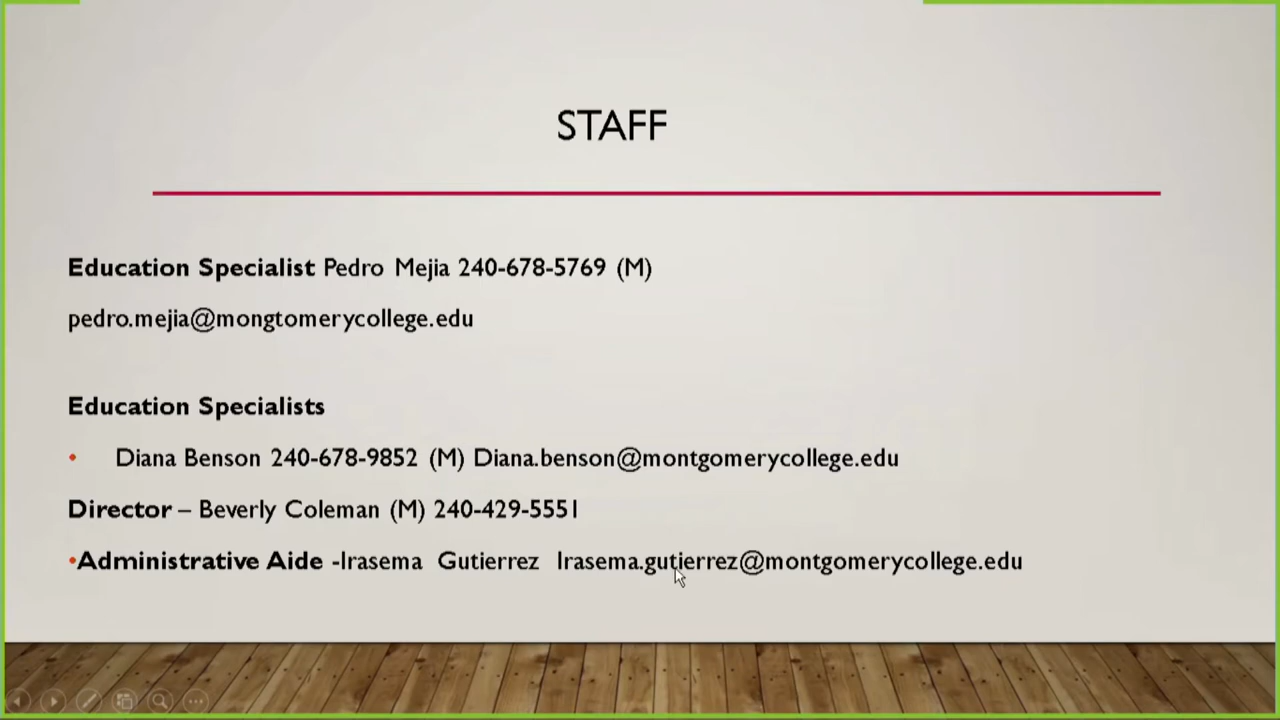 STAFF
Education Specialist Pedro Mejia 240-678-5769 (M)
pedro.mejia@mongtomerycollege.edu
Education Specialists
• Diana Benson 240-678-9852 (M) Diana.benson@montgomerycollege.edu
Director – Beverly Coleman (M) 240-429-5551
•Administrative Aide -Irasema Gutierrez Irasema.gutierrez@montgomerycollege.edu